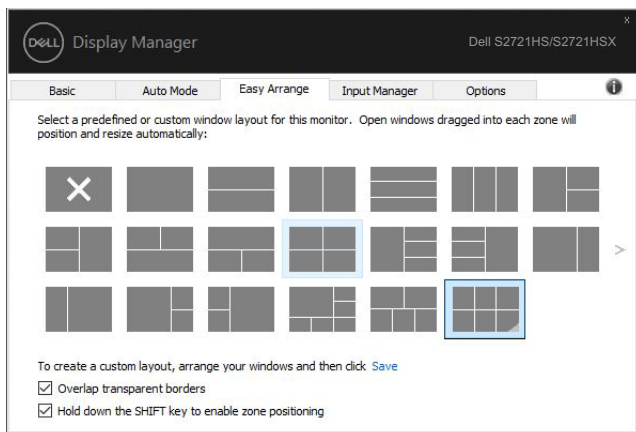 x
DELL Display Manager Dell S2721HS/S2721HSX
Basic Auto Mode Easy Arrange Input Manager Options i
Select a predefined or custom window layout for this monitor. Open windows dragged into each zone will
position and resize automatically:
>
To create a custom layout, arrange your windows and then click Save
Overlap transparent borders
Hold down the SHIFT key to enable zone positioning